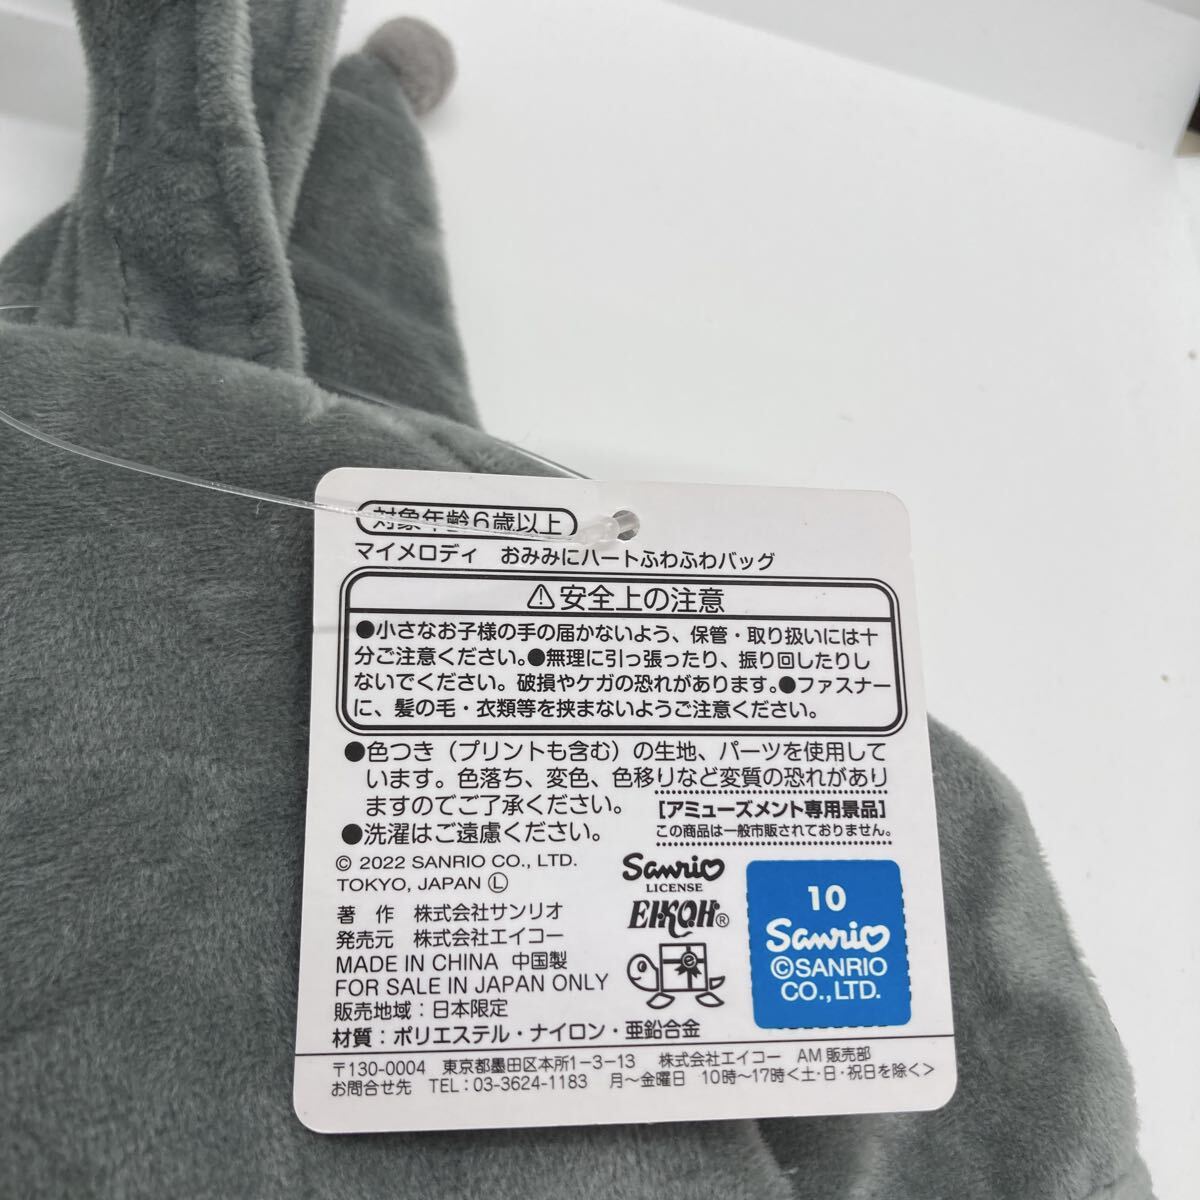 対象年齢6歳以上
マイメロディ おみみにハートふわふわバッグ
⚠安全上の注意
●小さなお子様の手の届かないよう、保管・取り扱いには十
分ご注意ください。●無理に引っ張ったり、振り回したりし
ないでください。破損やケガの恐れがあります。●ファスナー
に、髪の毛・衣類等を挟まないようご注意ください。
●色つき（プリントも含む）の生地、パーツを使用して
います。色落ち、変色、色移りなど変質の恐れがあり
ますのでご了承ください。
●洗濯はご遠慮ください。
【アミューズメント専用景品】
この商品は一般市販されておりません。
© 2022 SANRIO CO., LTD.
TOKYO, JAPAN Ⓛ
著 作 株式会社サンリオ
発売元 株式会社エイコー
MADE IN CHINA 中国製
FOR SALE IN JAPAN ONLY
販売地域：日本限定
材質：ポリエステル・ナイロン・亜鉛合金
Sanrio
LICENSE
EIKOH®
e
10
Sanrio
©SANRIO
CO.,LTD.
〒130-0004 東京都墨田区本所1-3-13 株式会社エイコー AM販売部
お問合せ先 TEL：03-3624-1183 月～金曜日 10時～17時＜土・日・祝日を除く＞